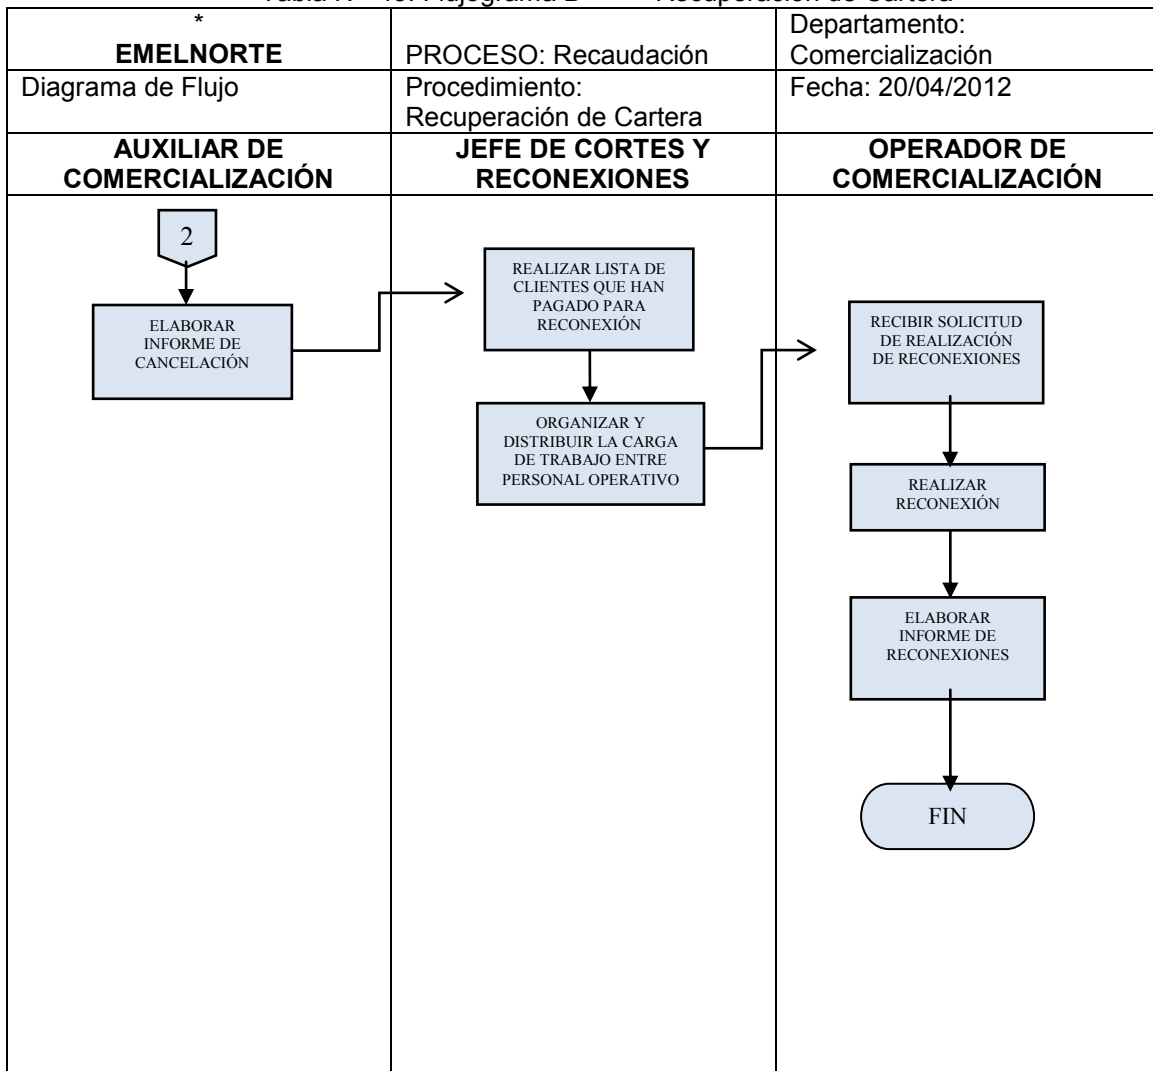 Recuperación de Cartera
*
EMELNORTE
PROCESO: Recaudación
Departamento:
Comercialización
Diagrama de Flujo
Procedimiento:
Recuperación de Cartera
Fecha: 20/04/2012
AUXILIAR DE
COMERCIALIZACIÓN
JEFE DE CORTES Y
RECONEXIONES
OPERADOR DE
COMERCIALIZACIÓN
2
ELABORAR
INFORME DE
CANCELACIÓN
REALIZAR LISTA DE
CLIENTES QUE HAN
PAGADO PARA
RECONEXIÓN
ORGANIZAR Y
DISTRIBUIR LA CARGA
DE TRABAJO ENTRE
PERSONAL OPERATIVO
RECIBIR SOLICITUD
DE REALIZACIÓN
DE RECONEXIONES
REALIZAR
RECONEXIÓN
ELABORAR
INFORME DE
RECONEXIONES
FIN